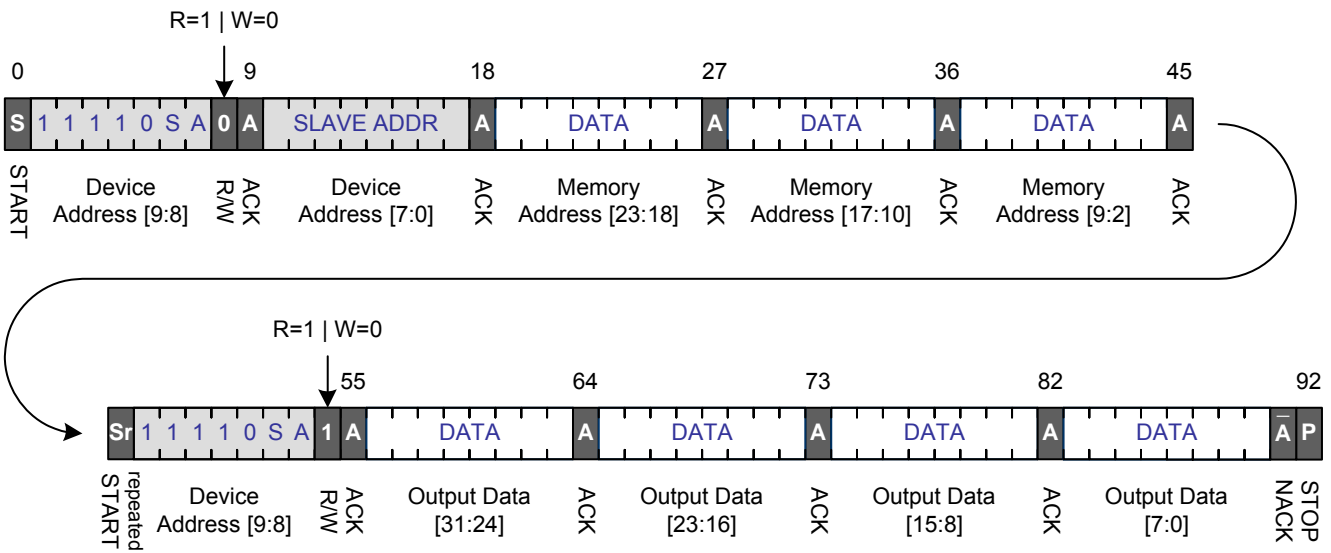 R=1 | W=0
0 9 18 27 36 45
S 1 1 1 1 0 S A 0 A SLAVE ADDR A DATA A DATA A DATA A
START Device Address [9:8] R/W ACK Device Address [7:0] ACK Memory Address [23:18] ACK Memory Address [17:10] ACK Memory Address [9:2] ACK
R=1 | W=0
55 64 73 82 92
Sr 1 1 1 1 0 S A 1 A DATA A DATA A DATA A DATA A̅ P
repeated START Device Address [9:8] R/W ACK Output Data [31:24] ACK Output Data [23:16] ACK Output Data [15:8] ACK Output Data [7:0] NACK STOP